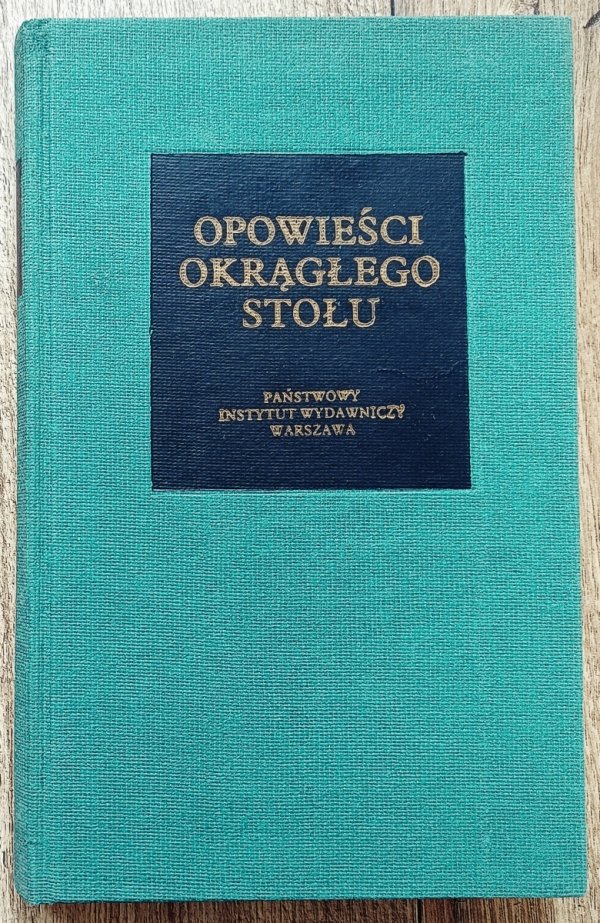 OPOWIEŚCI
OKRĄGŁEGO
STOŁU
PAŃSTWOWY
INSTYTUT WYDAWNICZY
WARSZAWA